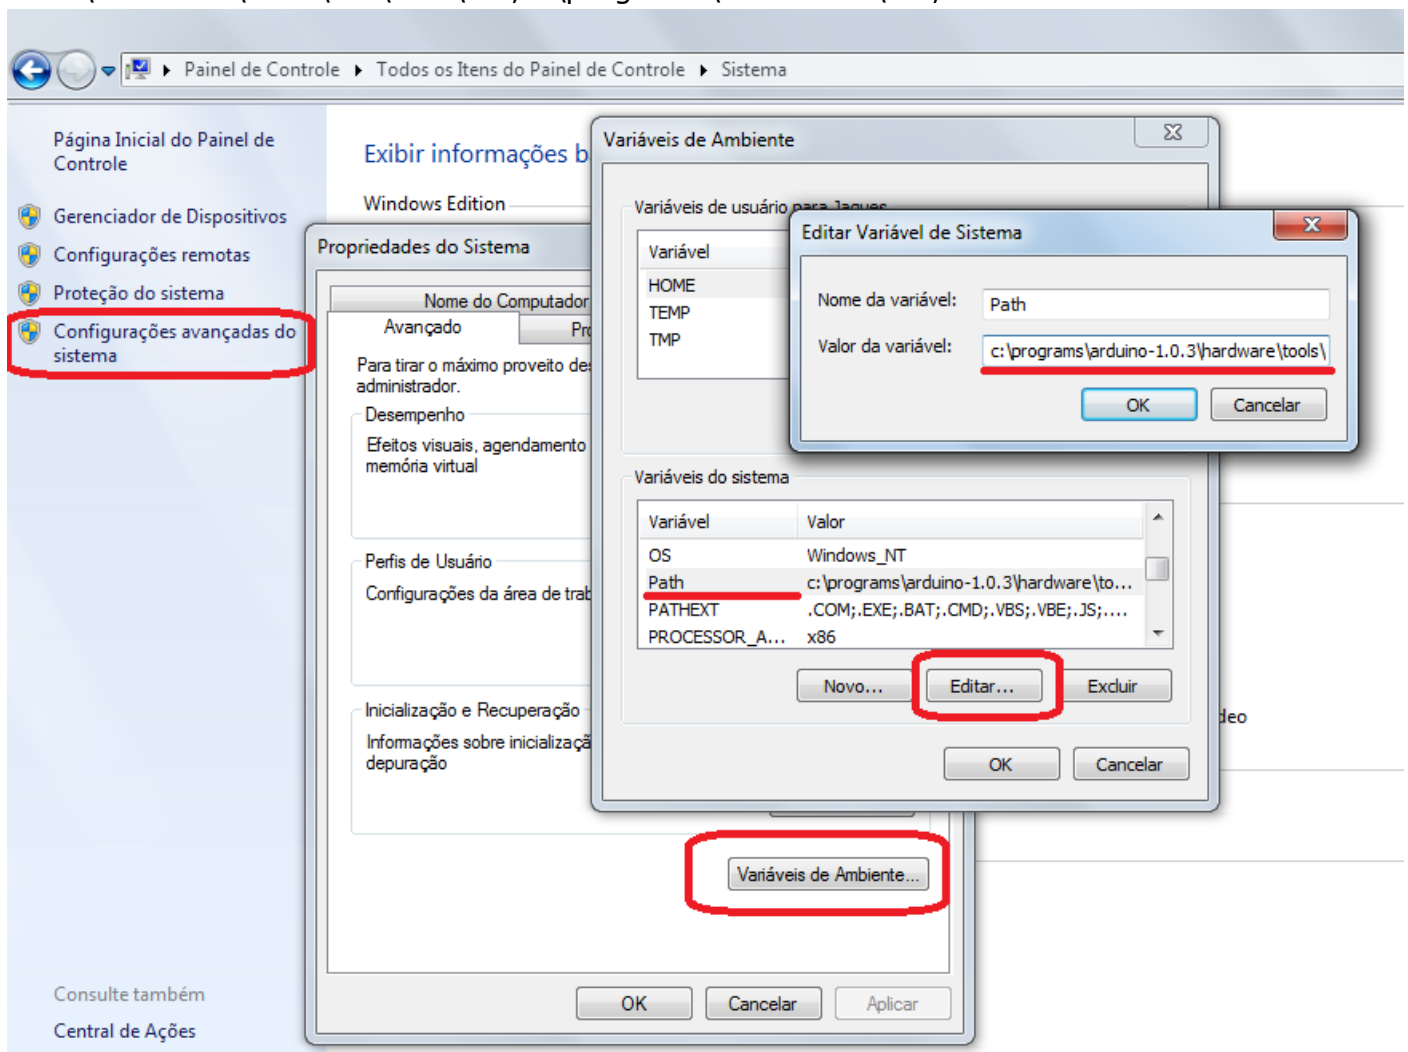 Painel de Controle ▸ Todos os Itens do Painel de Controle ▸ Sistema
Página Inicial do Painel de
Controle
Gerenciador de Dispositivos
Configurações remotas
Proteção do sistema
Configurações avançadas do
sistema
Consulte também
Central de Ações
Exibir informações b
Windows Edition
deo
Propriedades do Sistema
Nome do Computador
Avançado
Para tirar o máximo proveito
administrador.
Desempenho
Efeitos visuais, agendamento
memória virtual
Perfis de Usuário
Configurações da área de
Inicialização e Recuperação
Informações sobre
depuração
Variáveis de Ambiente...
OK
Cancelar
Aplicar
Variáveis de Ambiente
Variáveis de usuário para Jaques
Variável
HOME
TEMP
TMP
Variáveis do sistema
Variável Valor
OS Windows_NT
Path c:\programs\arduino-1.0.3\hardware\to...
PATHEXT .COM;.EXE;.BAT;.CMD;.VBS;.VBE;.JS;....
PROCESSOR_A... x86
Novo...
Editar...
Excluir
OK
Cancelar
Editar Variável de Sistema
Nome da variável: Path
Valor da variável: c:\programs\arduino-1.0.3\hardware\tools\
OK
Cancelar